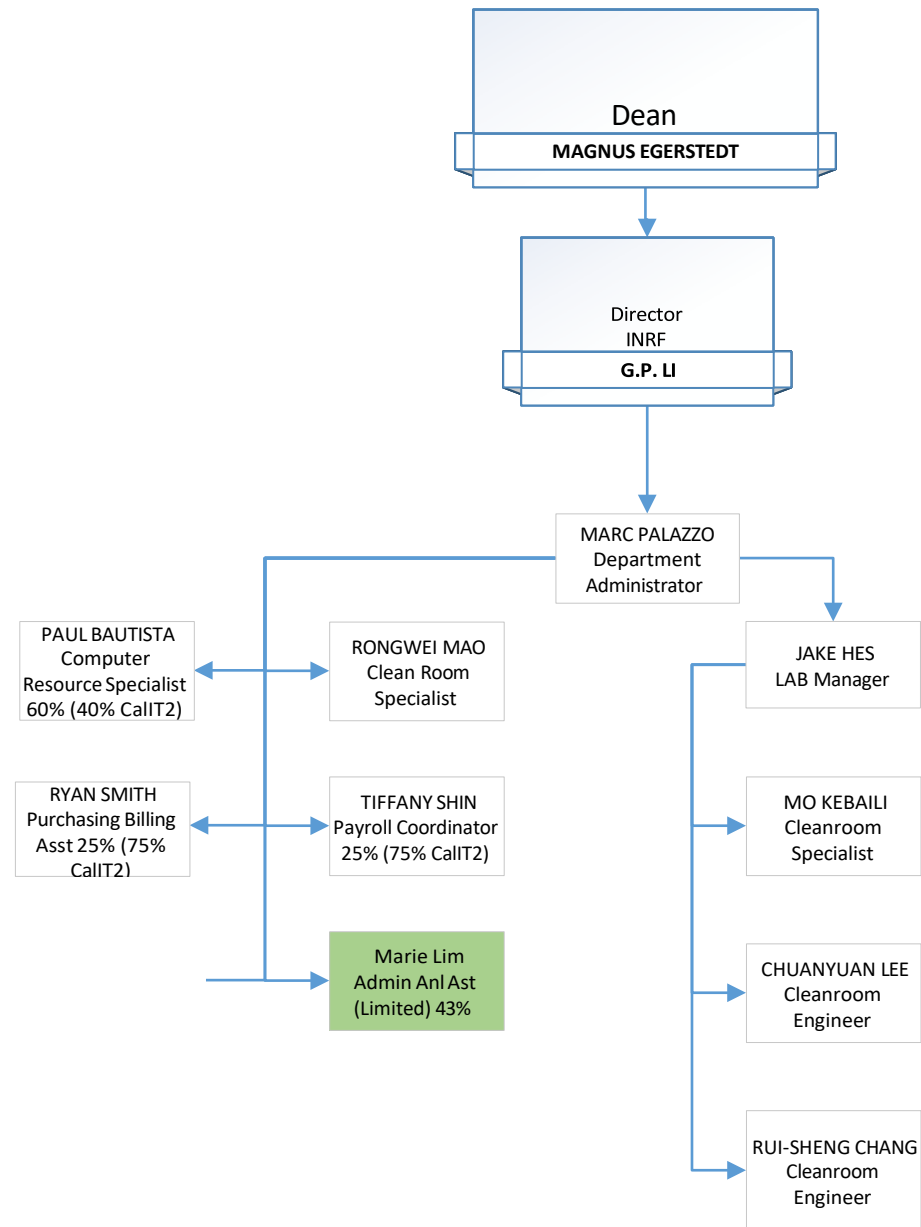 Dean
MAGNUS EGERSTEDT
Director
INRF
G.P. LI
MARC PALAZZO
Department
Administrator
PAUL BAUTISTA
Computer
Resource Specialist
60% (40% CalIT2)
RONGWEI MAO
Clean Room
Specialist
JAKE HES
LAB Manager
RYAN SMITH
Purchasing Billing
Asst 25% (75%
CalIT2)
TIFFANY SHIN
Payroll Coordinator
25% (75% CalIT2)
MO KEBAILI
Cleanroom
Specialist
Marie Lim
Admin Anl Ast
(Limited) 43%
CHUANYUAN LEE
Cleanroom
Engineer
RUI-SHENG CHANG
Cleanroom
Engineer